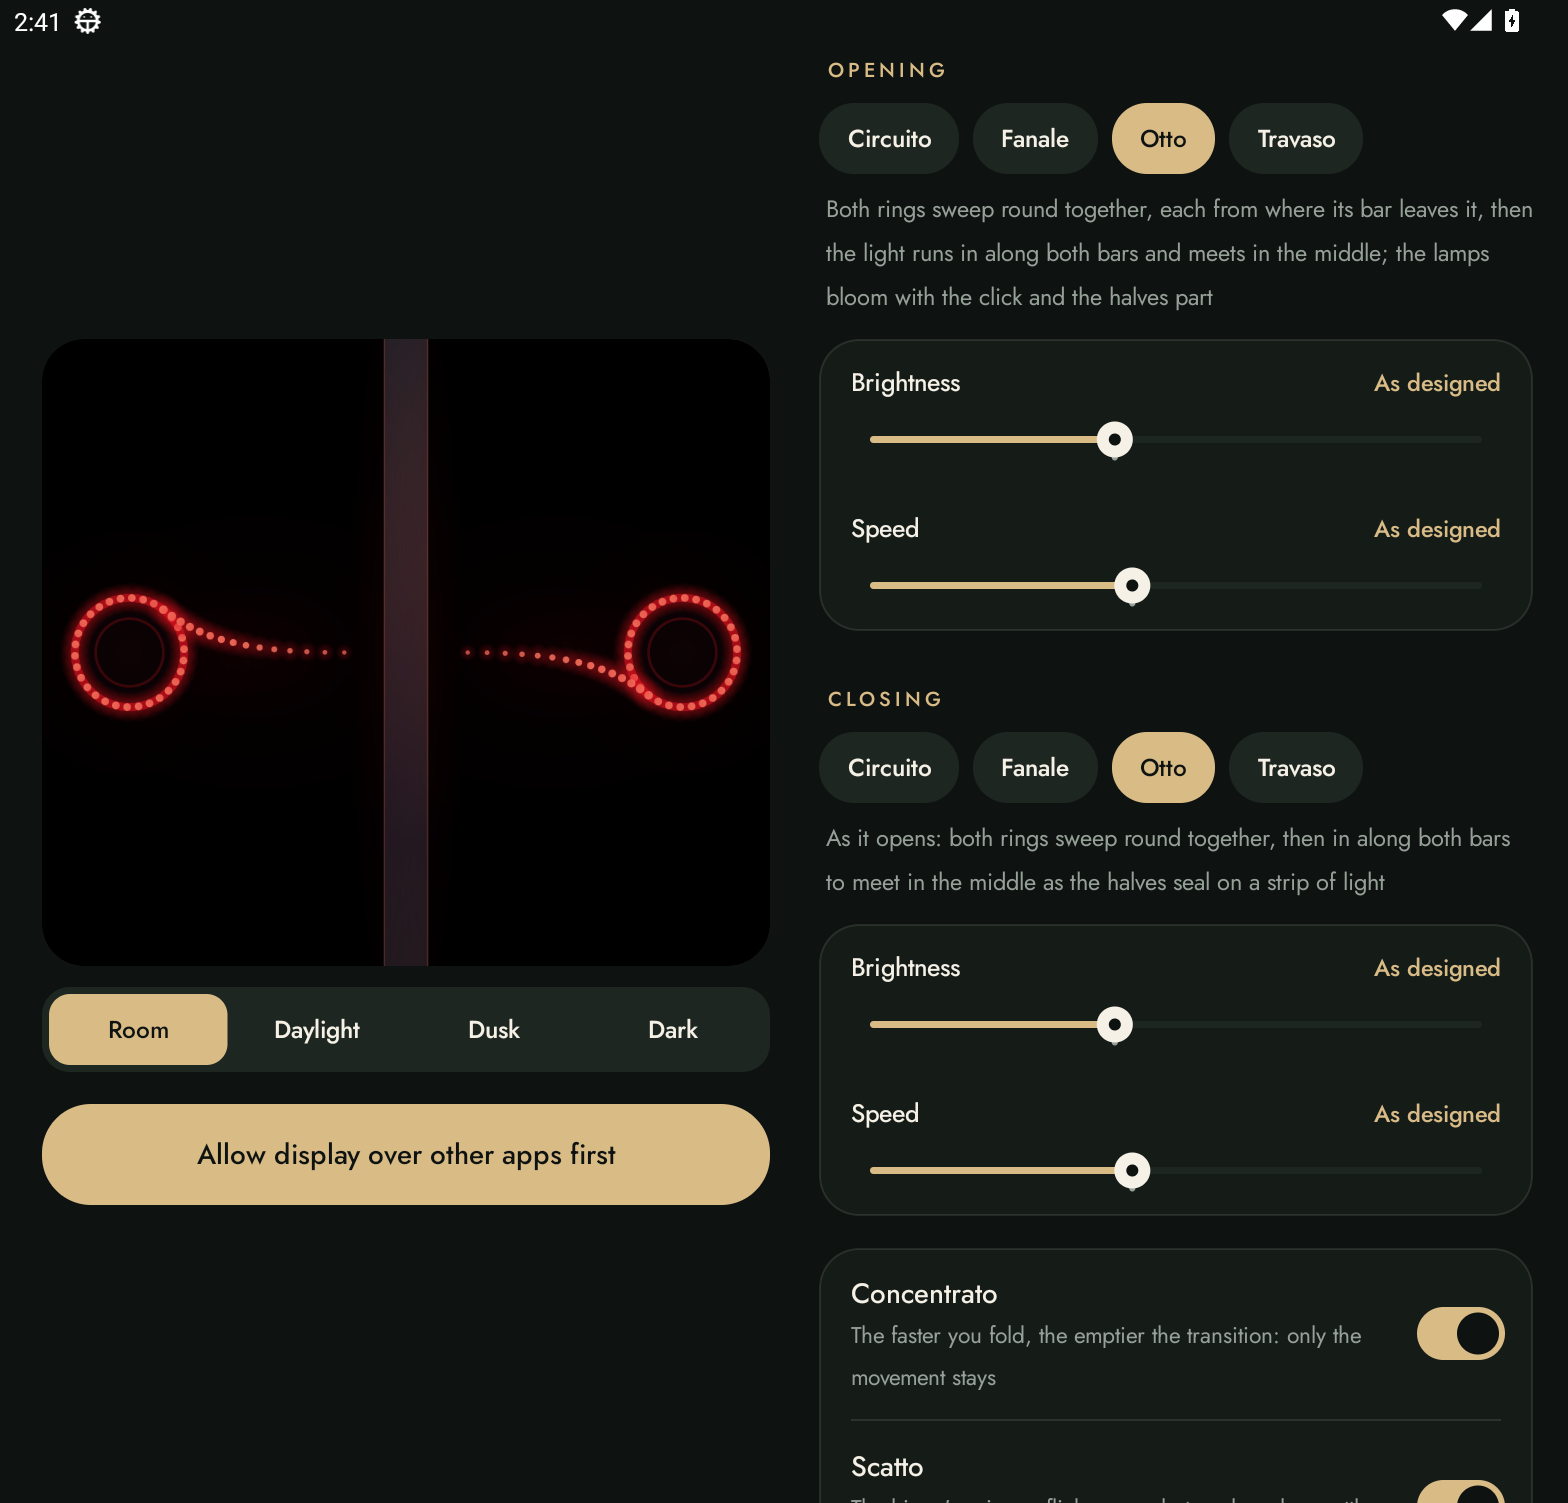 2:41
OPENING
Circuito Fanale Otto Travaso
Both rings sweep round together, each from where its bar leaves it, then
the light runs in along both bars and meets in the middle; the lamps
bloom with the click and the halves part
Brightness As designed
Speed As designed
CLOSING
Circuito Fanale Otto Travaso
As it opens: both rings sweep round together, then in along both bars
to meet in the middle as the halves seal on a strip of light
Brightness As designed
Speed As designed
Concentrato
The faster you fold, the emptier the transition: only the
movement stays
Scatto
Room Daylight Dusk Dark
Allow display over other apps first